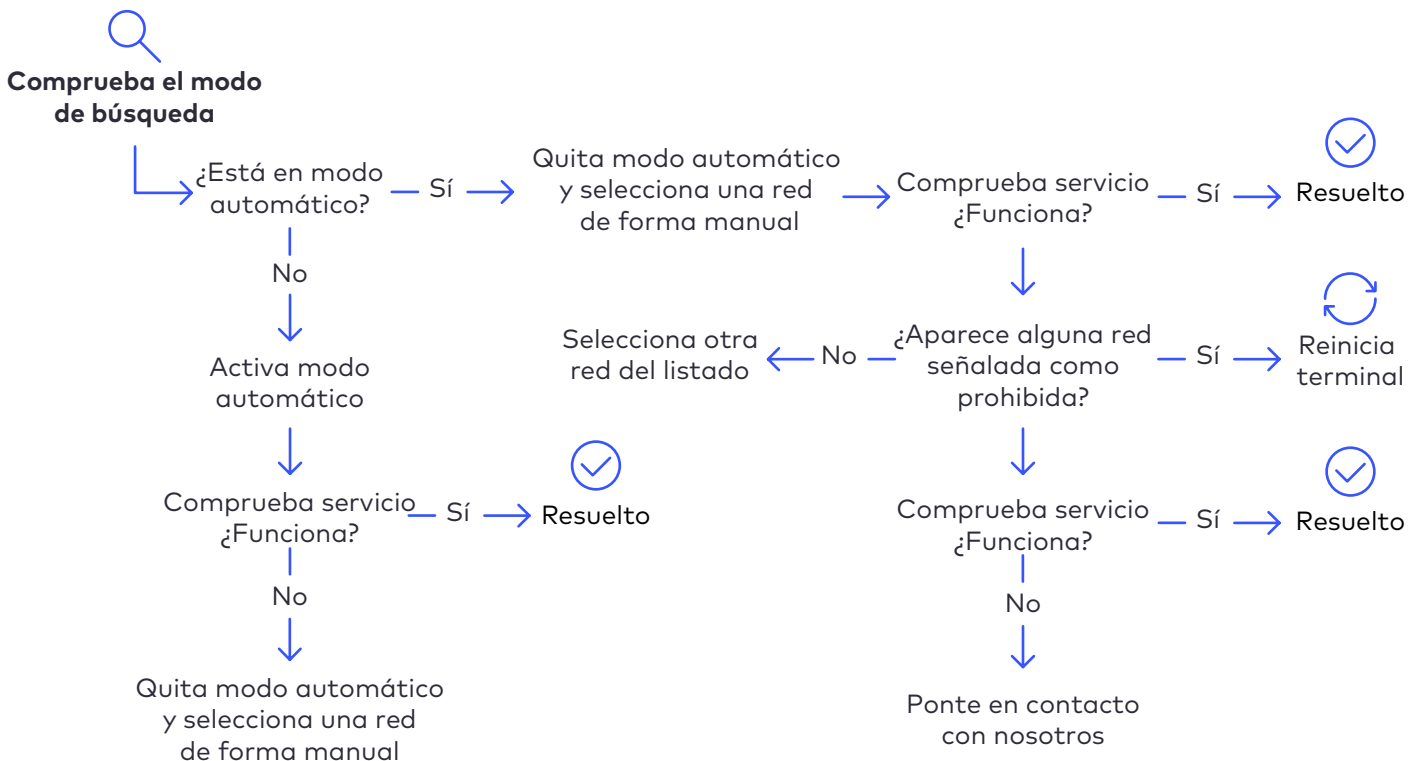 Comprueba el modo
de búsqueda
¿Está en modo
automático?
Sí
Quita modo automático
y selecciona una red
de forma manual
Comprueba servicio
¿Funciona?
Sí
Resuelto
No
Activa modo
automático
Selecciona otra
red del listado
No
¿Aparece alguna red
señalada como
prohibida?
Sí
Reinicia
terminal
Comprueba servicio
¿Funciona?
Sí
Resuelto
Comprueba servicio
¿Funciona?
Sí
Resuelto
No
Quita modo automático
y selecciona una red
de forma manual
No
Ponte en contacto
con nosotros